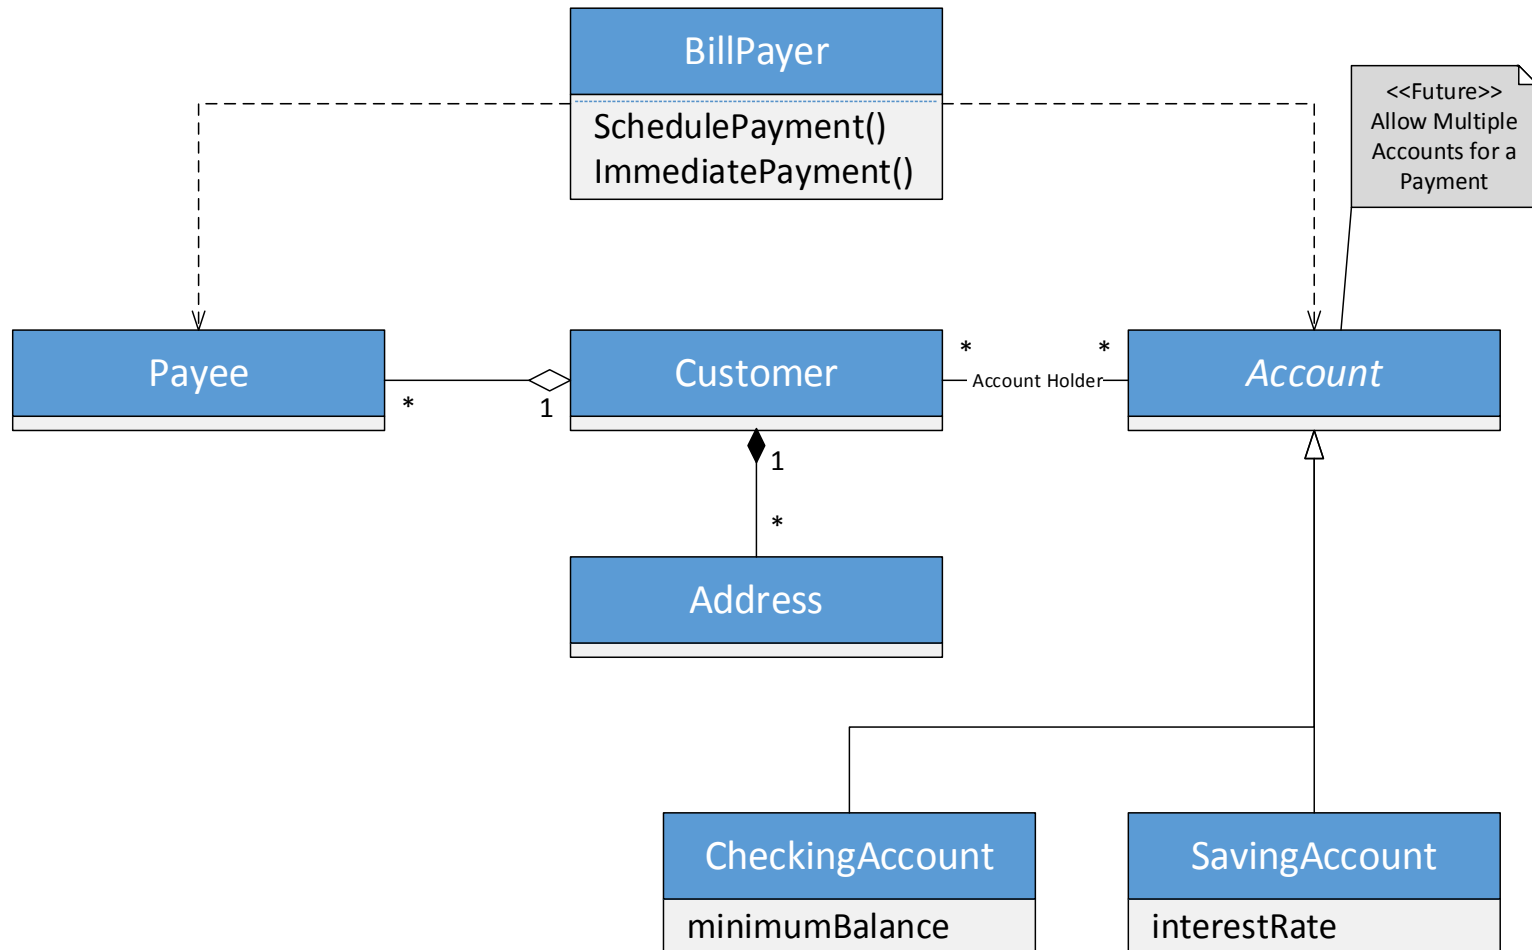 BillPayer
SchedulePayment()
ImmediatePayment()
<<Future>>
Allow Multiple
Accounts for a
Payment
Payee
*
1
Customer
*
Account Holder
*
Account
1
*
Address
CheckingAccount
minimumBalance
SavingAccount
interestRate